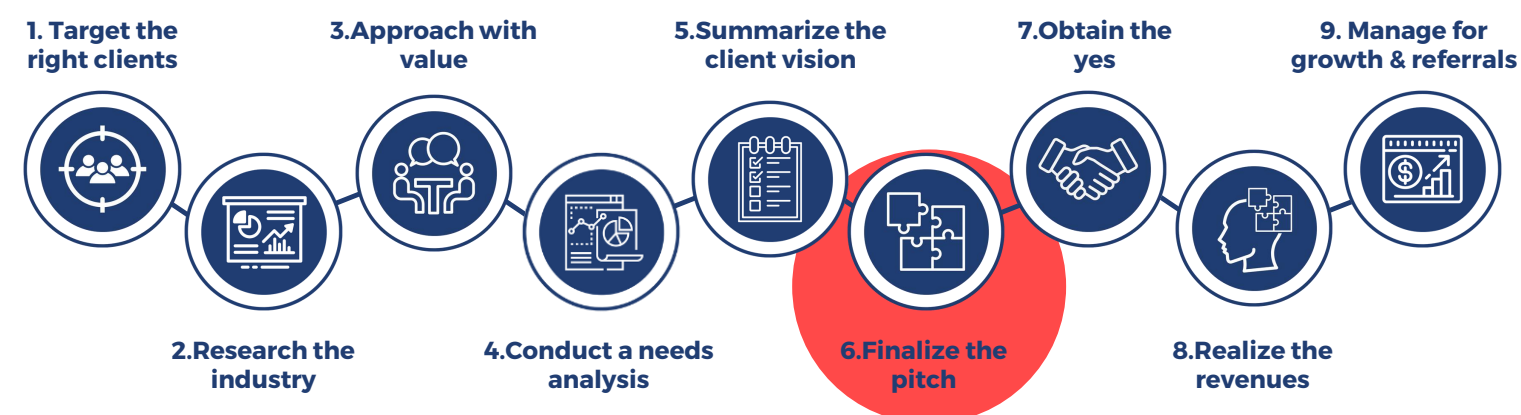 1. Target the
right clients
2.Research the
industry
3.Approach with
value
4.Conduct a needs
analysis
5.Summarize the
client vision
6.Finalize the
pitch
7.Obtain the
yes
8.Realize the
revenues
9. Manage for
growth & referrals